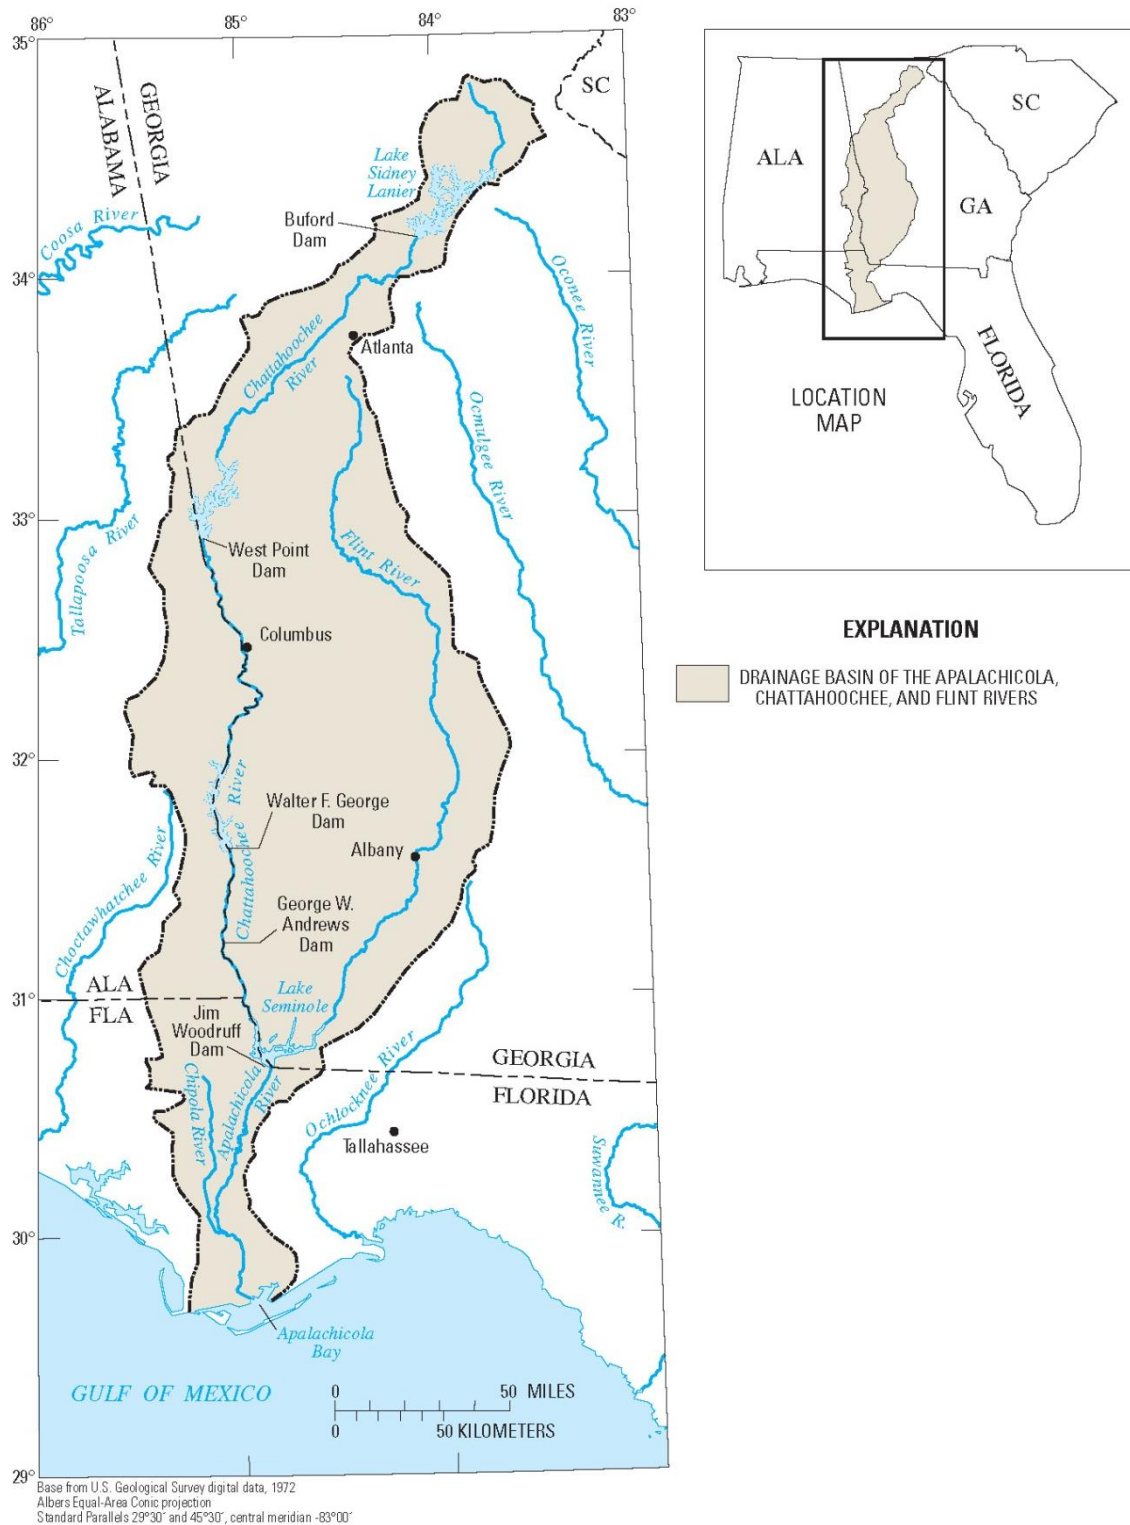 86°
85°
84°
83°
35°
GEORGIA
ALABAMA
SC
Lake
Sidney
Lanier
Buford
Dam
Coosa River
34°
Oconee River
Chattahoochee
River
Atlanta
Ocmulgee River
33°
West Point
Dam
Flint River
Tallapoosa River
Columbus
32°
Chattahoochee River
Walter F. George
Dam
Albany
Choctawhatchee River
George W.
Andrews
Dam
ALA
31°
FLA
Lake
Seminole
Jim
Woodruff
Dam
GEORGIA
FLORIDA
Chipola River
Apalachicola
River
Ochlocknee River
Tallahassee
Suwannee R.
30°
Apalachicola
Bay
GULF OF MEXICO
0 50 MILES
0 50 KILOMETERS
29°
Base from U.S. Geological Survey digital data, 1972
Albers Equal-Area Conic projection
Standard Parallels 29°30´ and 45°30´, central meridian -83°00´
ALA
SC
GA
FLORIDA
LOCATION
MAP
EXPLANATION
DRAINAGE BASIN OF THE APALACHICOLA,
CHATTAHOOCHEE, AND FLINT RIVERS